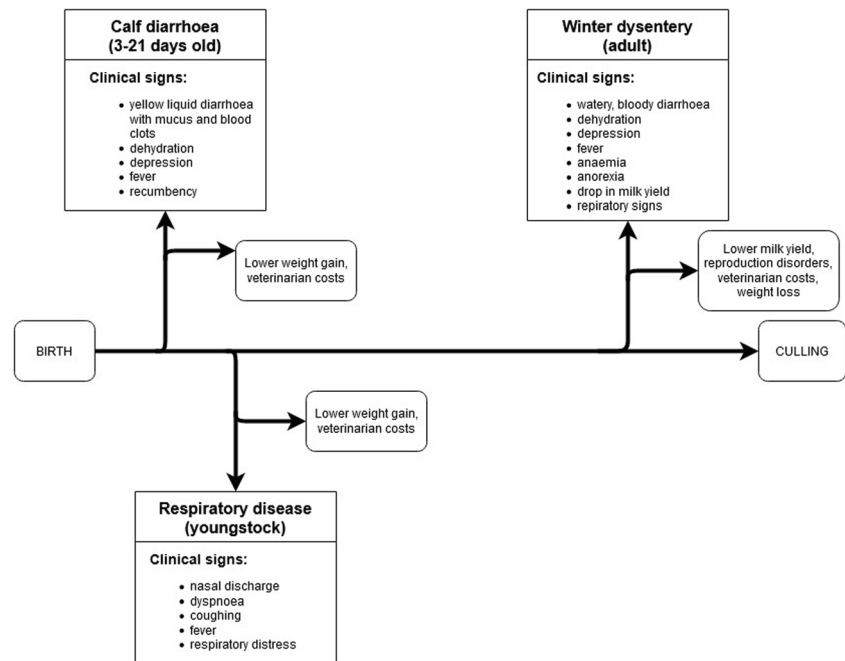 Calf diarrhoea
(3-21 days old)
Clinical signs:
• yellow liquid diarrhoea
with mucus and blood
clots
• dehydration
• depression
• fever
• recumbency
Winter dysentery
(adult)
Clinical signs:
• watery, bloody diarrhoea
• dehydration
• depression
• fever
• anaemia
• anorexia
• drop in milk yield
• repiratory signs
Lower weight gain,
veterinarian costs
Lower milk yield,
reproduction disorders,
veterinarian costs,
weight loss
BIRTH
CULLING
Lower weight gain,
veterinarian costs
Respiratory disease
(youngstock)
Clinical signs:
• nasal discharge
• dyspnoea
• coughing
• fever
• respiratory distress